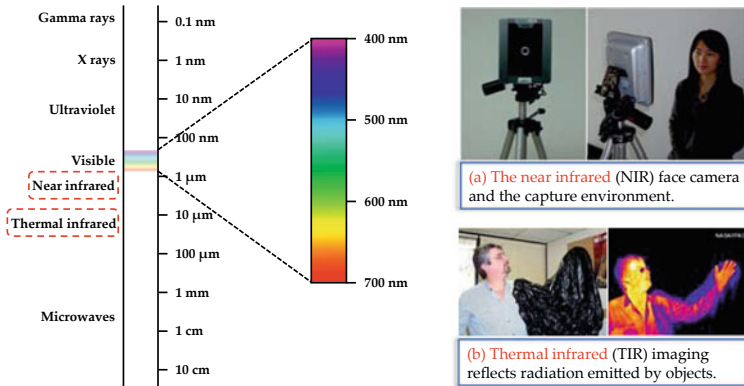 Gamma rays
X rays
Ultraviolet
Visible
Near infrared
Thermal infrared
Microwaves
0.1 nm
1 nm
10 nm
100 nm
1 μm
10 μm
100 μm
1 mm
1 cm
10 cm
400 nm
500 nm
600 nm
700 nm
(a) The near infrared (NIR) face camera
and the capture environment.
(b) Thermal infrared (TIR) imaging
reflects radiation emitted by objects.